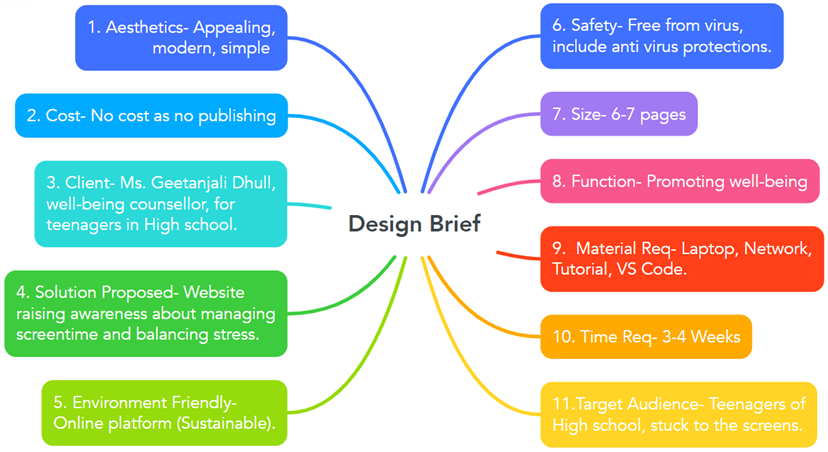 1. Aesthetics- Appealing,
modern, simple
2. Cost- No cost as no publishing
3. Client- Ms. Geetanjali Dhull,
well-being counsellor, for
teenagers in High school.
4. Solution Proposed- Website
raising awareness about managing
screentime and balancing stress.
5. Environment Friendly-
Online platform (Sustainable).
Design Brief
6. Safety- Free from virus,
include anti virus protections.
7. Size- 6-7 pages
8. Function- Promoting well-being
9. Material Req- Laptop, Network,
Tutorial, VS Code.
10. Time Req- 3-4 Weeks
11.Target Audience- Teenagers of
High school, stuck to the screens.